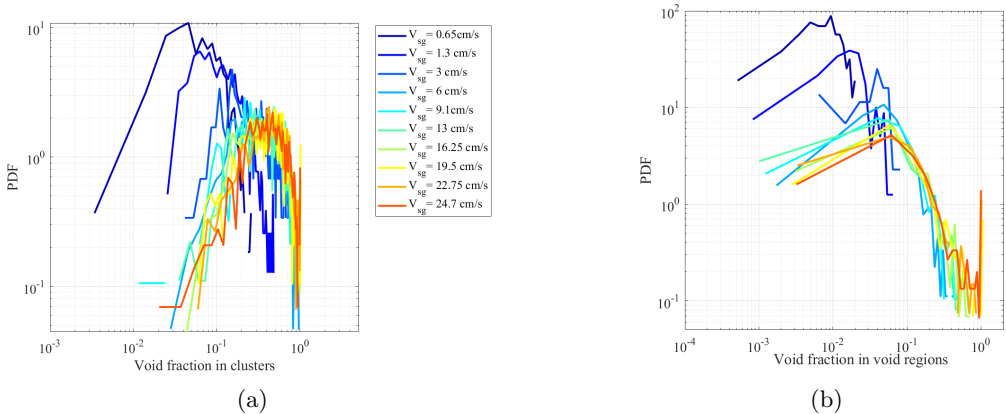 10^1
10^0
10^-1
PDF
10^-3
10^-2
10^-1
10^0
Void fraction in clusters
(a)
V_sg = 0.65cm/s
V_sg = 1.3 cm/s
V_sg = 3 cm/s
V_sg = 6 cm/s
V_sg = 9.1cm/s
V_sg = 13 cm/s
V_sg = 16.25 cm/s
V_sg = 19.5 cm/s
V_sg = 22.75 cm/s
V_sg = 24.7 cm/s
10^2
10^1
10^0
10^-1
PDF
10^-4
10^-3
10^-2
10^-1
10^0
Void fraction in void regions
(b)